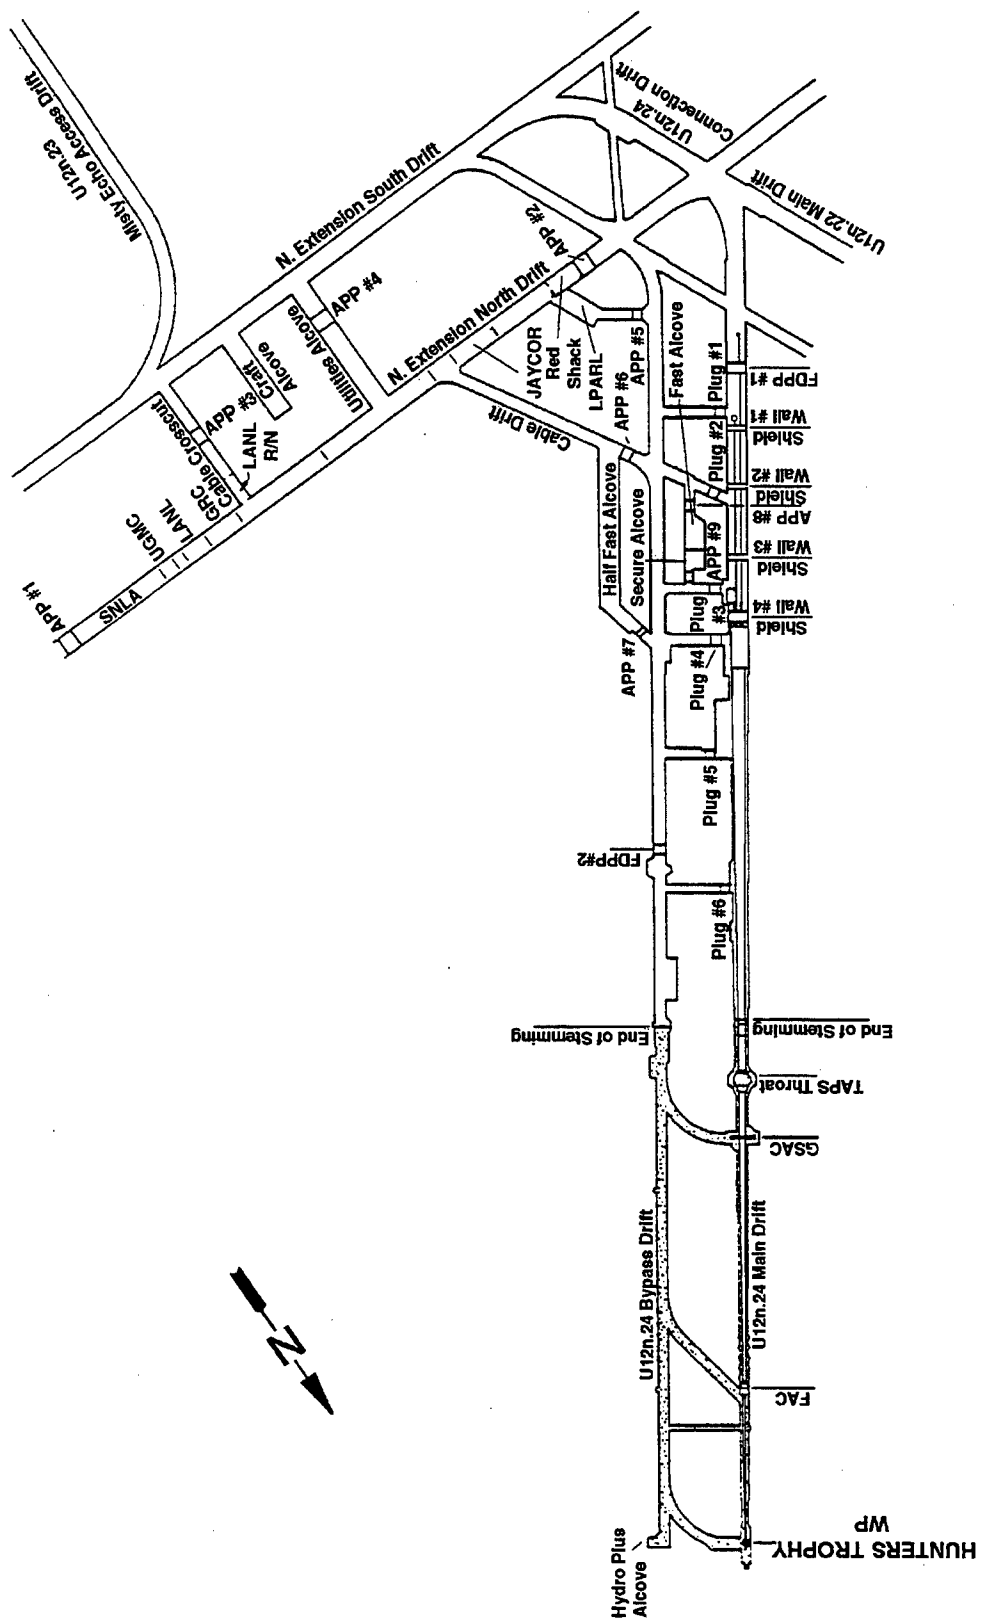 U12n.23
Misty Echo Access Drift
N. Extension South Drift
U12n.24
Connection Drift
U12n.22 Main Drift
APP #1
SNLA
UGMC
LANL
GRC
Cable Crosscut
APP #3
LANL
R/N
Craft
Alcove
Utilities Alcove
APP #4
N. Extension North Drift
APP #2
JAYCOR
Red
Shack
LPARL
APP #5
APP #6
Cable Drift
Fast Alcove
Half Fast Alcove
Secure Alcove
APP #7
Plug #1
Plug #2
APP #9
Plug
#3
Plug #4
Plug #5
Plug #6
FDPP #1
Shield
Wall #1
Shield
Wall #2
APP #8
Shield
Wall #3
Shield
Wall #4
FDPP#2
End of Stemming
End of Stemming
TAPS Throat
GSAC
U12n.24 Bypass Drift
U12n.24 Main Drift
FAC
N
Hydro Plus
Alcove
HUNTERS TROPHY
WP